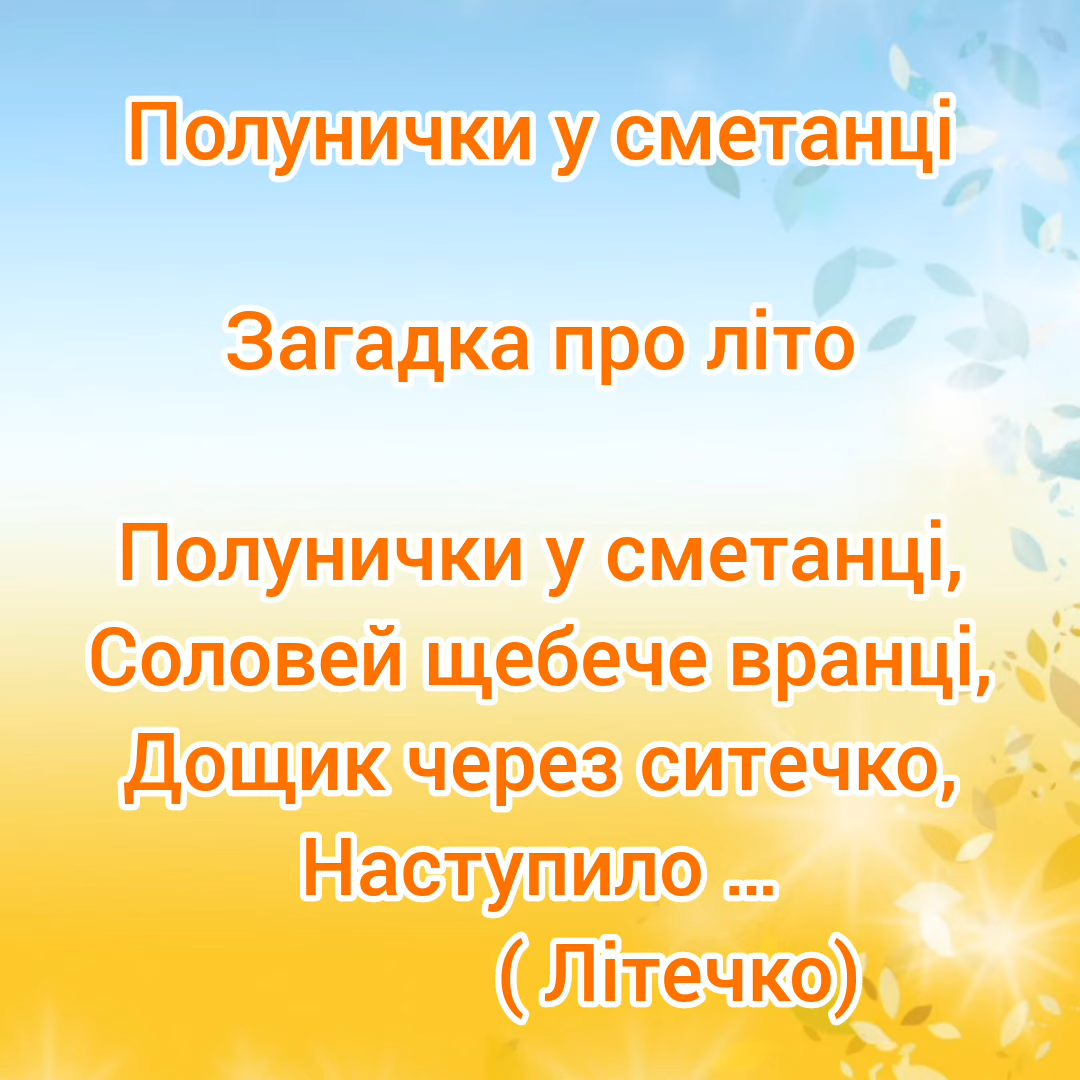 Полунички у сметанці
Загадка про літо
Полунички у сметанці,
Соловей щебече вранці,
Дощик через ситечко,
Наступило ...
( Літечко)